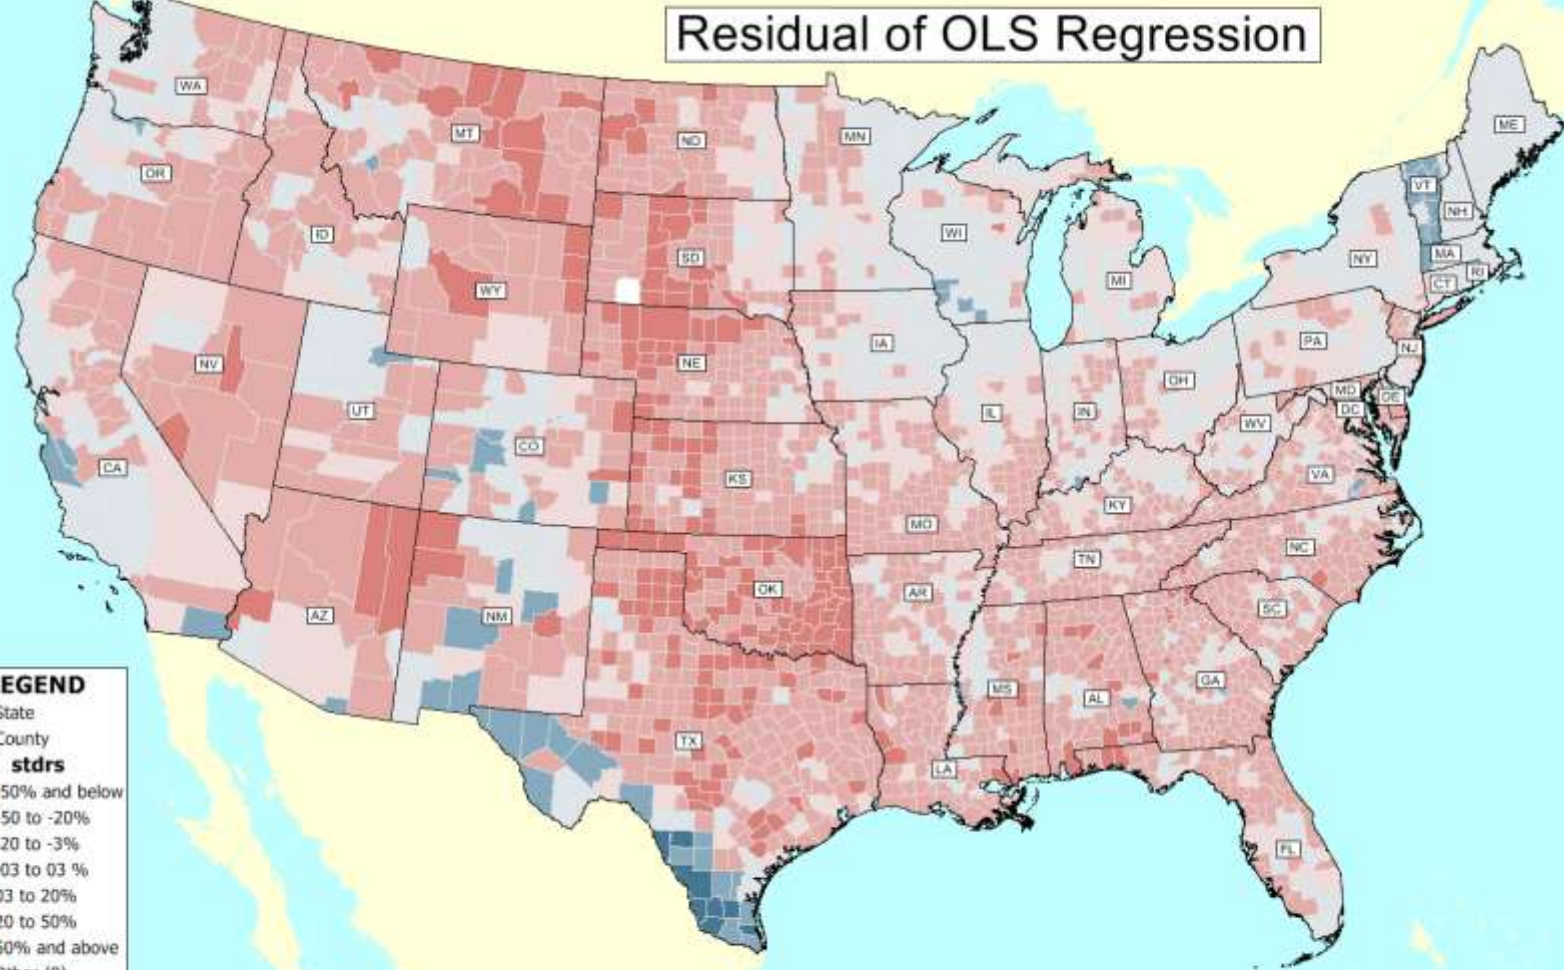 Residual of OLS Regression
WA
MT
ND
MN
ME
OR
ID
SD
WI
VT
NH
WY
MI
NY
MA
RI
CT
NV
NE
IA
PA
NJ
UT
CO
IL
IN
OH
MD
DE
DC
WV
CA
KS
MO
KY
VA
AZ
NM
OK
AR
TN
NC
SC
TX
LA
MS
AL
GA
FL
EGEND
State
County
stdrs
50% and below
50 to -20%
20 to -3%
03 to 03 %
03 to 20%
20 to 50%
50% and above